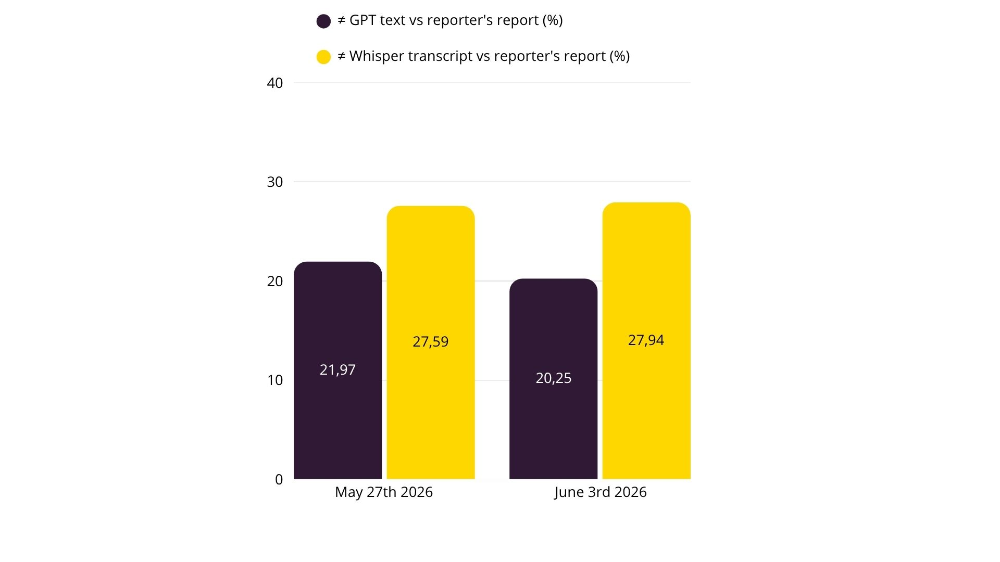 ≠ GPT text vs reporter's report (%)
≠ Whisper transcript vs reporter's report (%)
40
30
20
10
0
21,97
27,59
20,25
27,94
May 27th 2026
June 3rd 2026